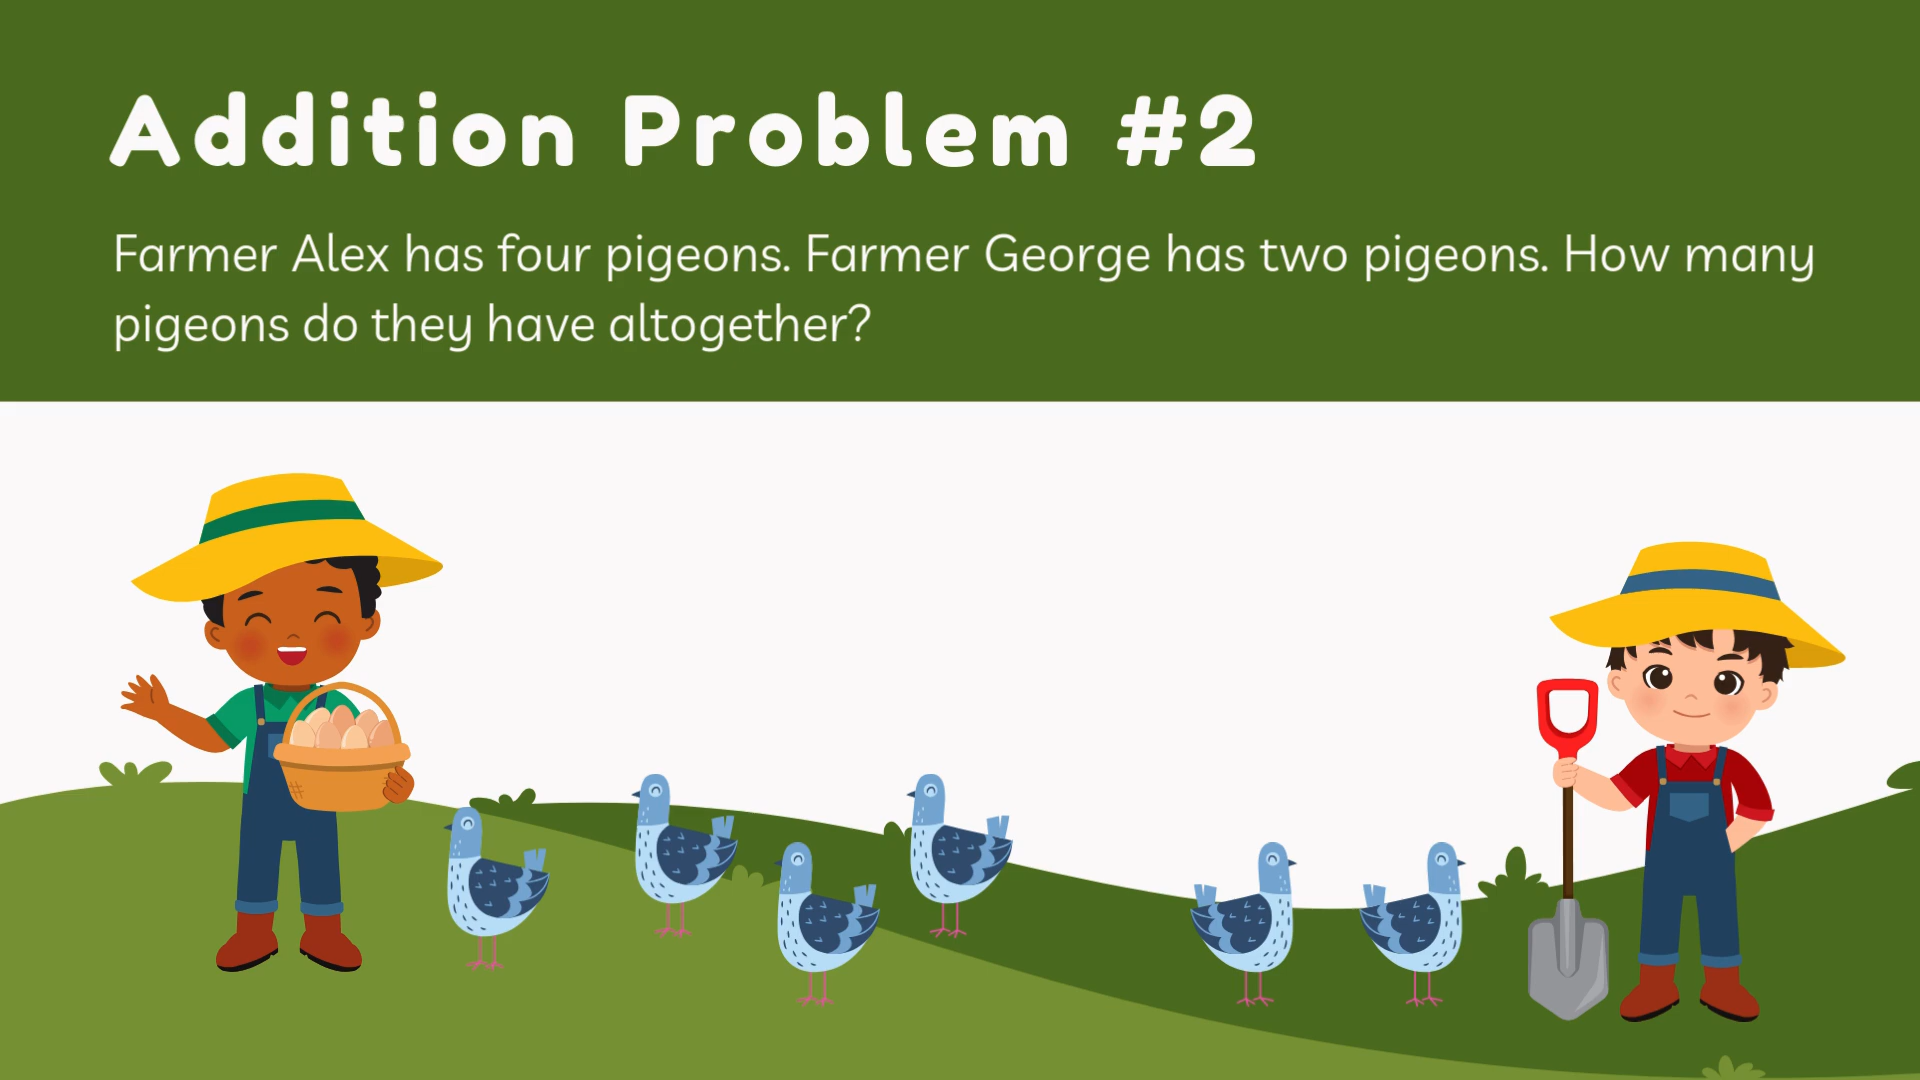 Addition Problem #2
Farmer Alex has four pigeons. Farmer George has two pigeons. How many
pigeons do they have altogether?